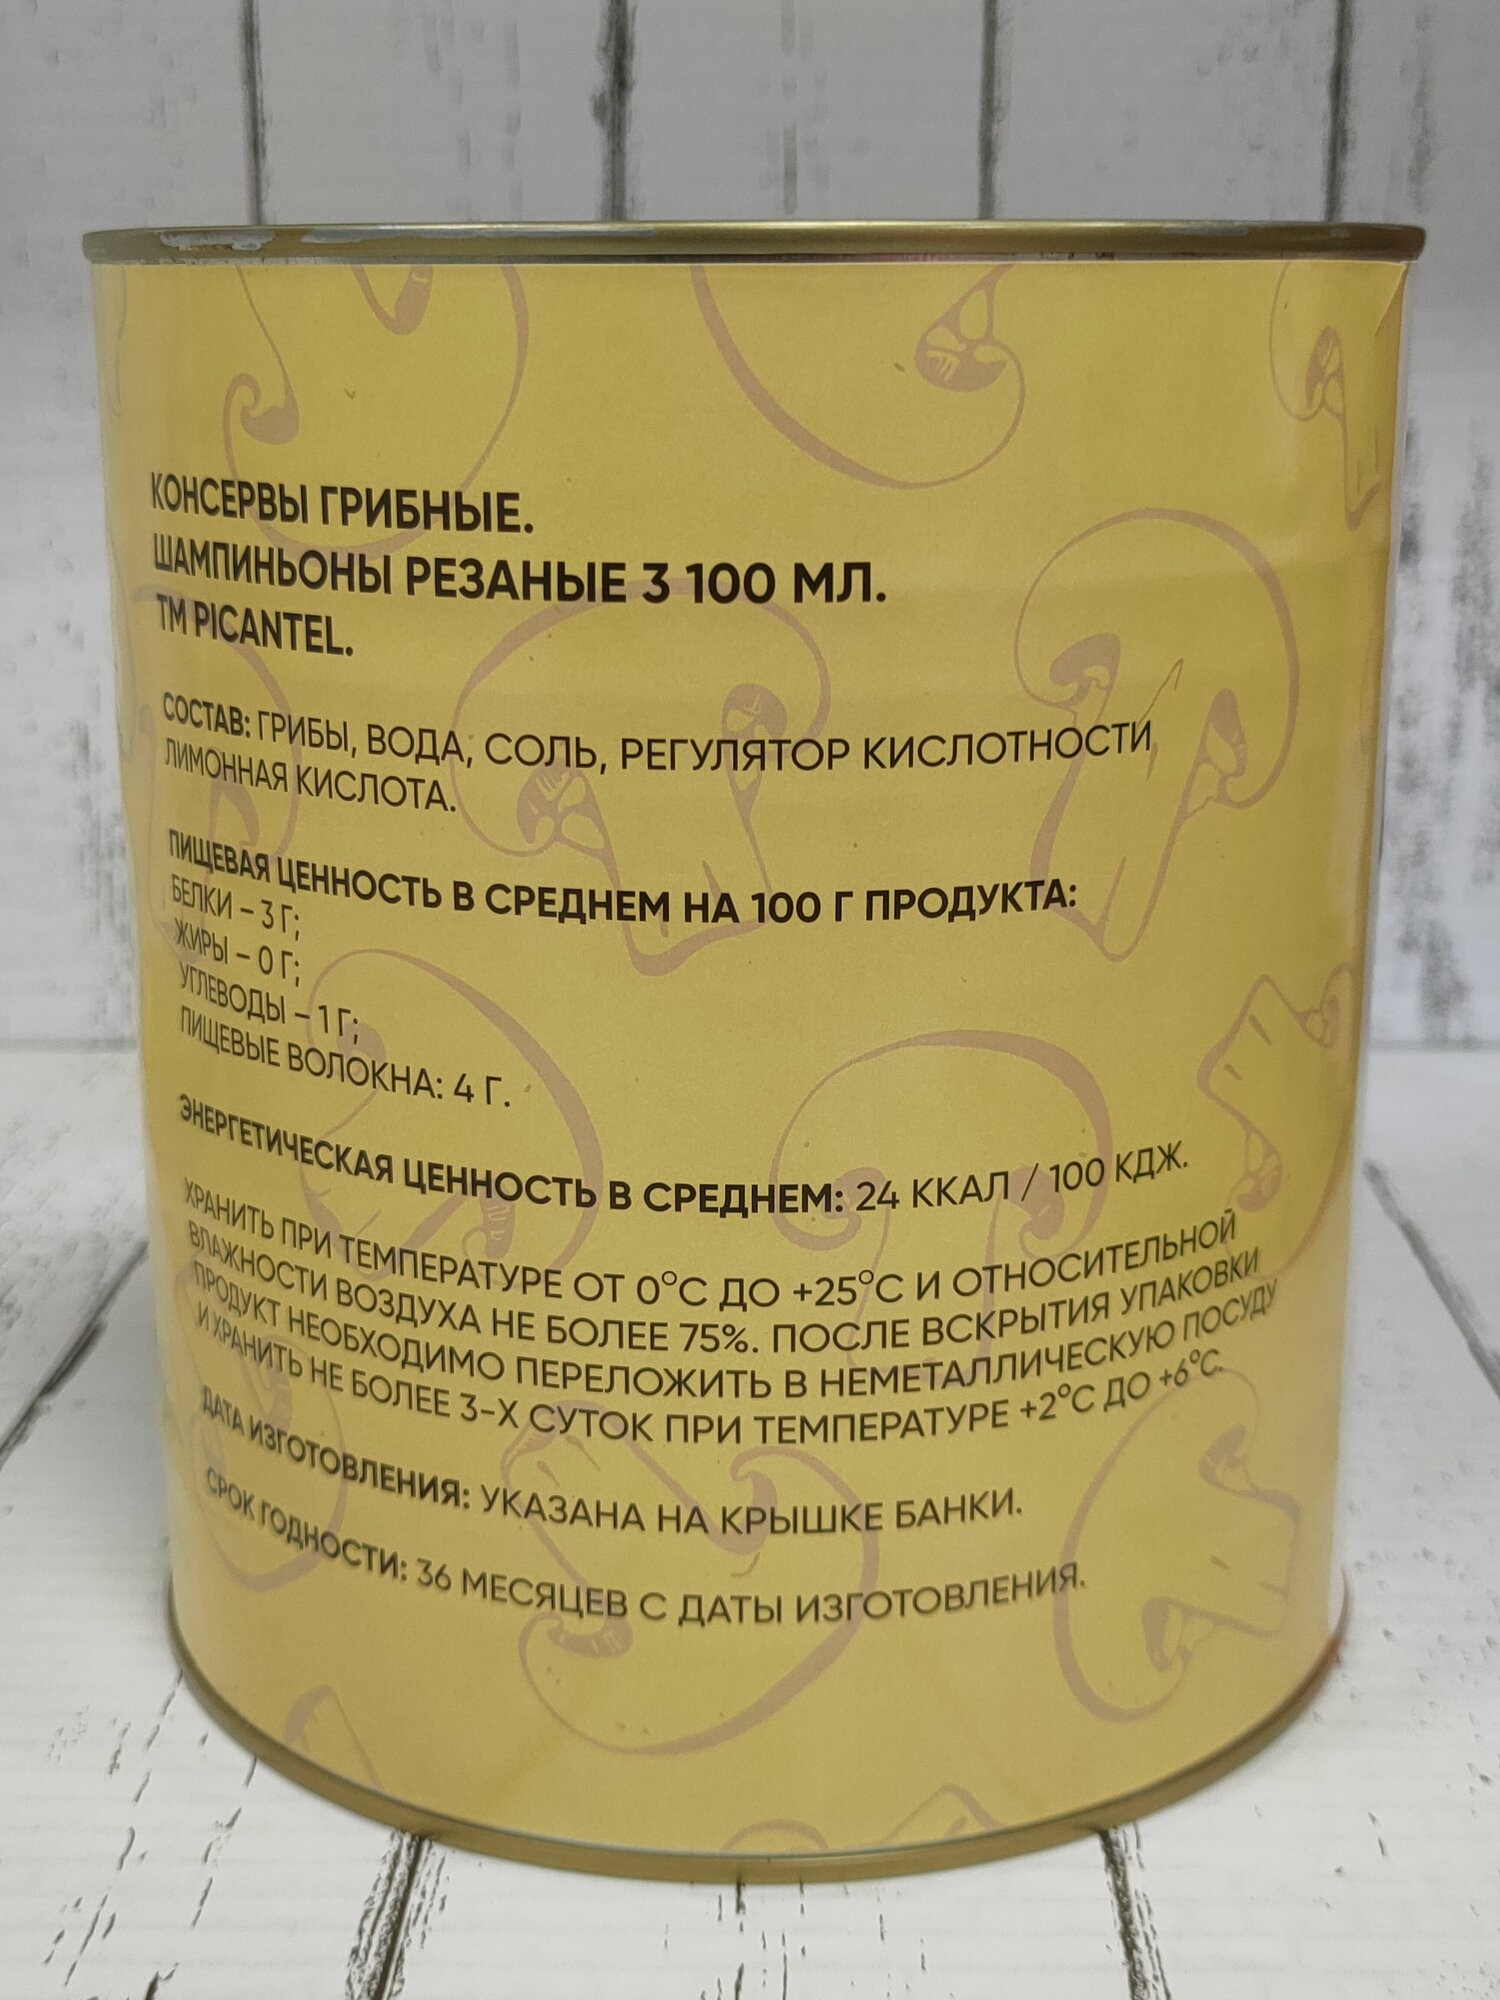 КОНСЕРВЫ ГРИБНЫЕ.
ШАМПИНЬОНЫ РЕЗАНЫЕ 3 100 МЛ.
ТМ PICANTEL.
СОСТАВ: ГРИБЫ, ВОДА, СОЛЬ, РЕГУЛЯТОР КИСЛОТНОСТИ
ЛИМОННАЯ КИСЛОТА.
ПИЩЕВАЯ ЦЕННОСТЬ В СРЕДНЕМ НА 100 Г ПРОДУКТА:
БЕЛКИ – 3 Г;
ЖИРЫ – 0 Г;
УГЛЕВОДЫ – 1 Г;
ПИЩЕВЫЕ ВОЛОКНА: 4 Г.
ЭНЕРГЕТИЧЕСКАЯ ЦЕННОСТЬ В СРЕДНЕМ: 24 ККАЛ / 100 КДЖ.
ХРАНИТЬ ПРИ ТЕМПЕРАТУРЕ ОТ 0°С ДО +25°С И ОТНОСИТЕЛЬНОЙ
ВЛАЖНОСТИ ВОЗДУХА НЕ БОЛЕЕ 75%. ПОСЛЕ ВСКРЫТИЯ УПАКОВКИ
ПРОДУКТ НЕОБХОДИМО ПЕРЕЛОЖИТЬ В НЕМЕТАЛЛИЧЕСКУЮ ПОСУДУ
И ХРАНИТЬ НЕ БОЛЕЕ 3-Х СУТОК ПРИ ТЕМПЕРАТУРЕ +2°С ДО +6°С.
ДАТА ИЗГОТОВЛЕНИЯ: УКАЗАНА НА КРЫШКЕ БАНКИ.
СРОК ГОДНОСТИ: 36 МЕСЯЦЕВ С ДАТЫ ИЗГОТОВЛЕНИЯ.